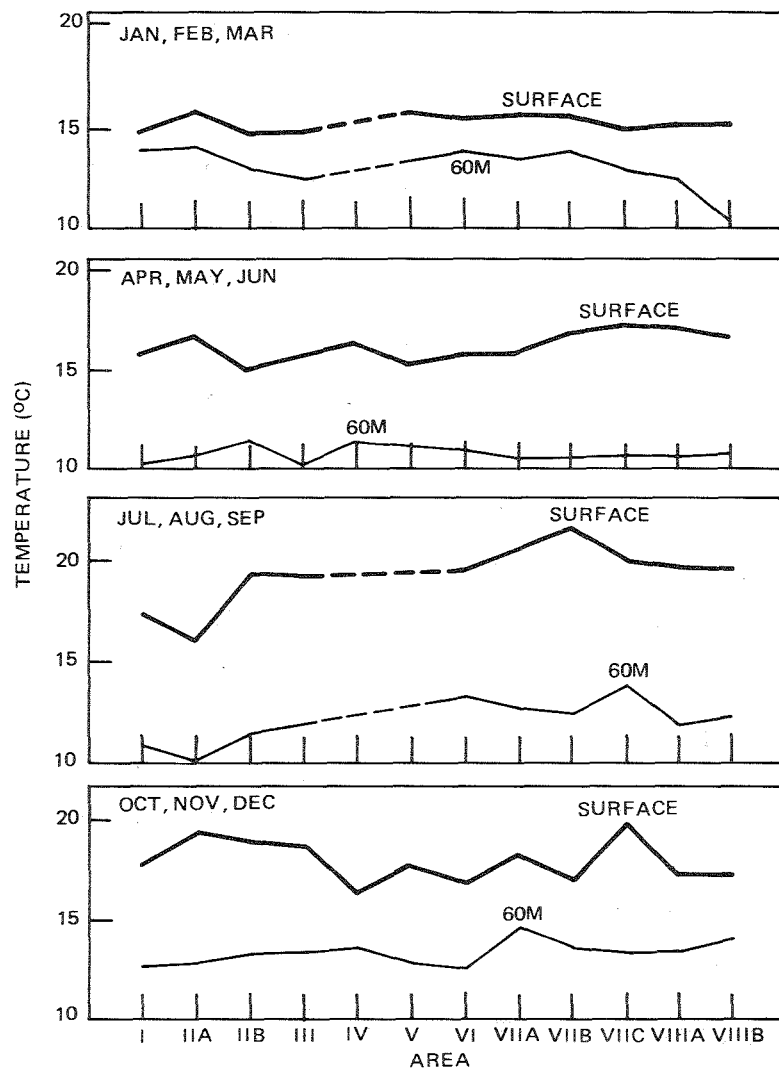 20
JAN, FEB, MAR
SURFACE
15
60M
10
APR, MAY, JUN
20
SURFACE
15
60M
10
TEMPERATURE (ºC)
JUL, AUG, SEP
SURFACE
20
15
60M
10
OCT, NOV, DEC
SURFACE
20
15
60M
10
I IIA IIB III IV V VI VIIA VIIB VIIC VIIIA VIIIB
AREA